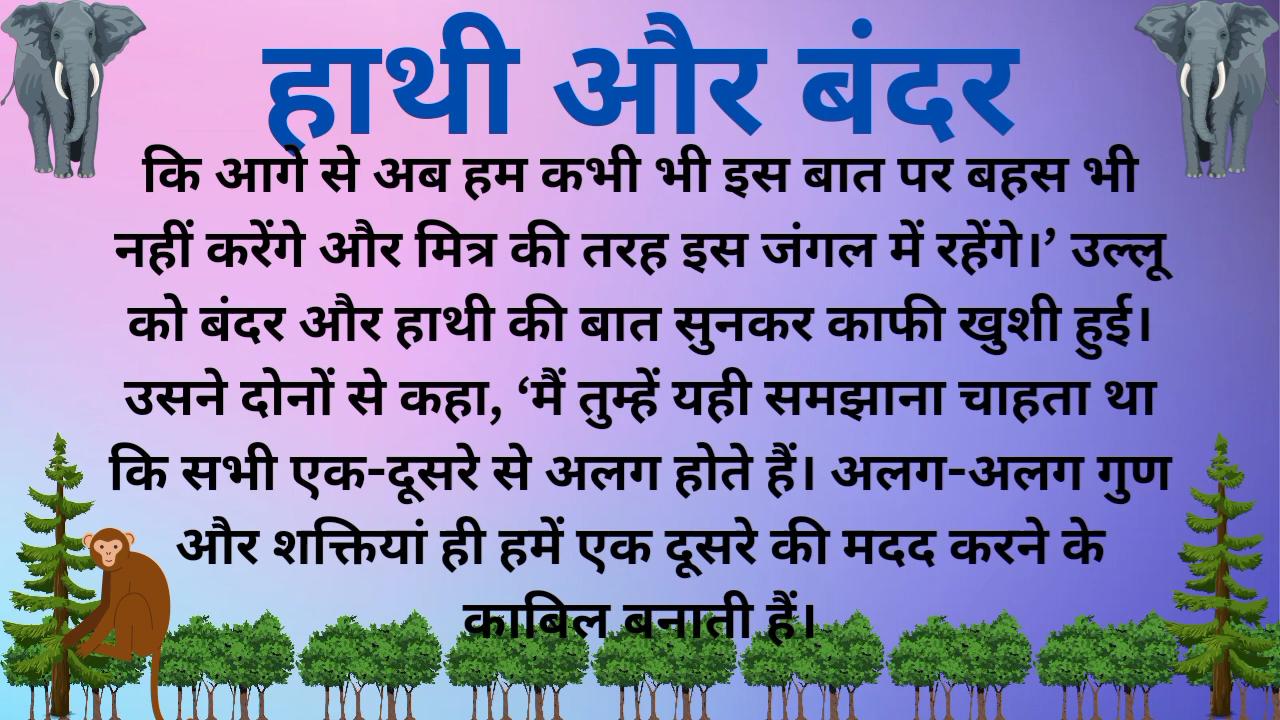 हाथी और बंदर
कि आगे से अब हम कभी भी इस बात पर बहस भी
नहीं करेंगे और मित्र की तरह इस जंगल में रहेंगे।’ उल्लू
को बंदर और हाथी की बात सुनकर काफी खुशी हुई।
उसने दोनों से कहा, ‘मैं तुम्हें यही समझाना चाहता था
कि सभी एक-दूसरे से अलग होते हैं। अलग-अलग गुण
और शक्तियां ही हमें एक दूसरे की मदद करने के
काबिल बनाती हैं।